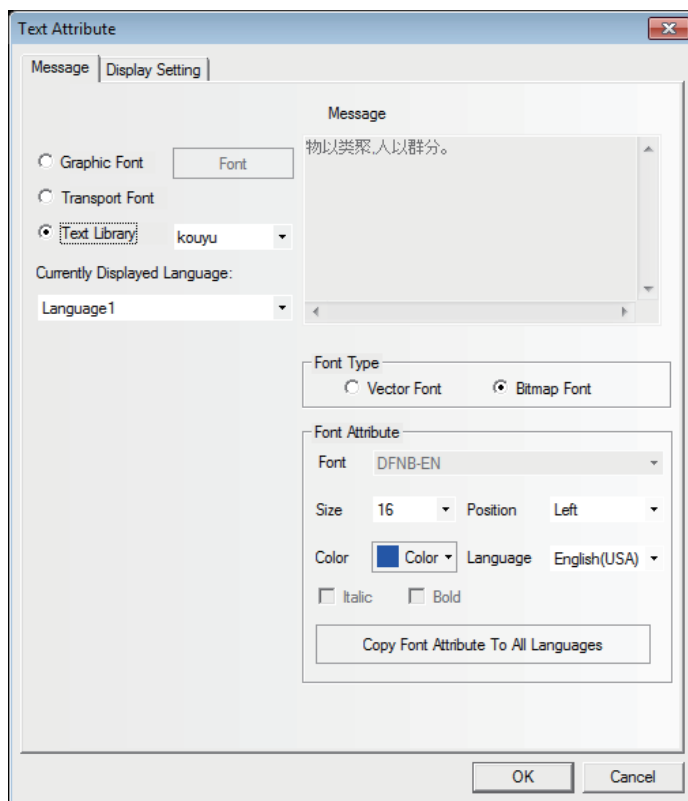 Text Attribute
Message
Display Setting
Message
Graphic Font
Font
物以类聚,人以群分。
Transport Font
Text Library
kouyu
Currently Displayed Language:
Language1
Font Type
Vector Font
Bitmap Font
Font Attribute
Font
DFNB-EN
Size
16
Position
Left
Color
Color
Language
English(USA)
Italic
Bold
Copy Font Attribute To All Languages
OK
Cancel